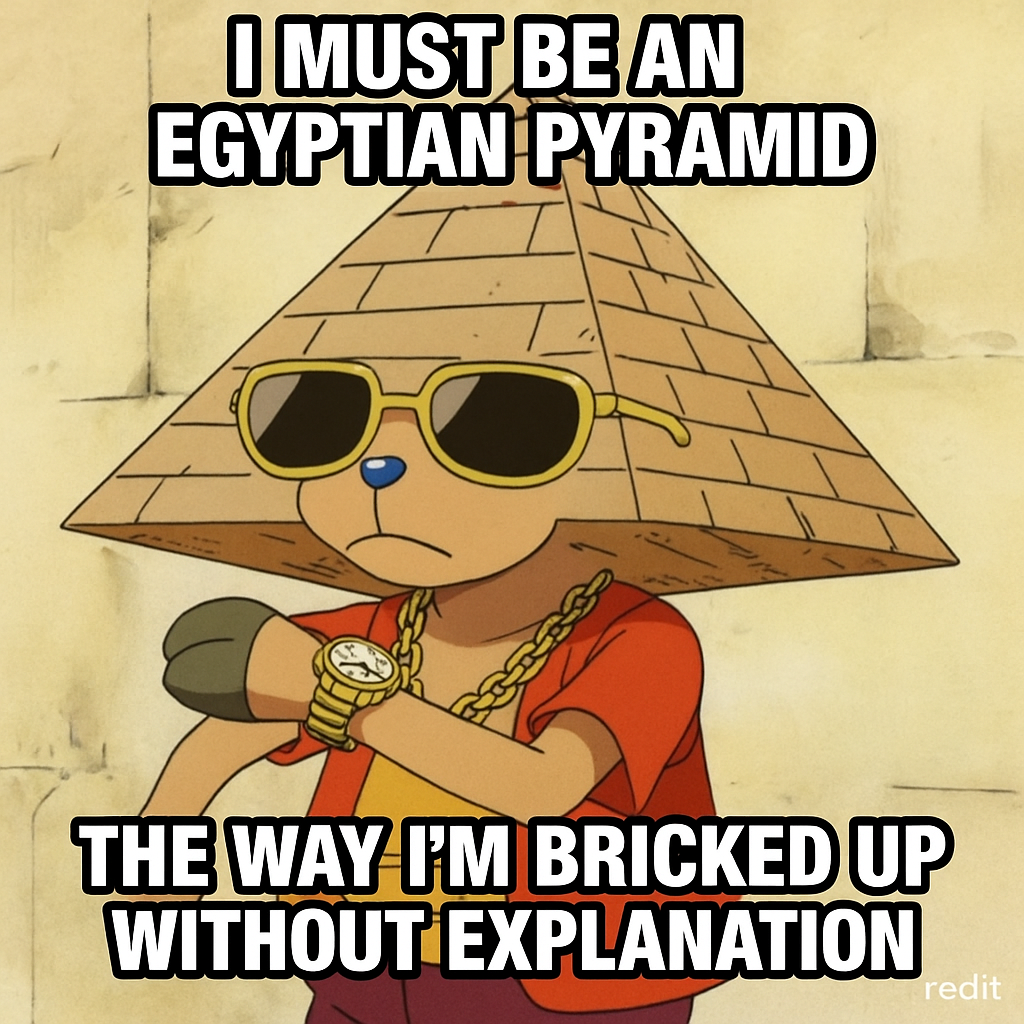 I MUST BE AN
EGYPTIAN PYRAMID
THE WAY I'M BRICKED UP
WITHOUT EXPLANATION
redit